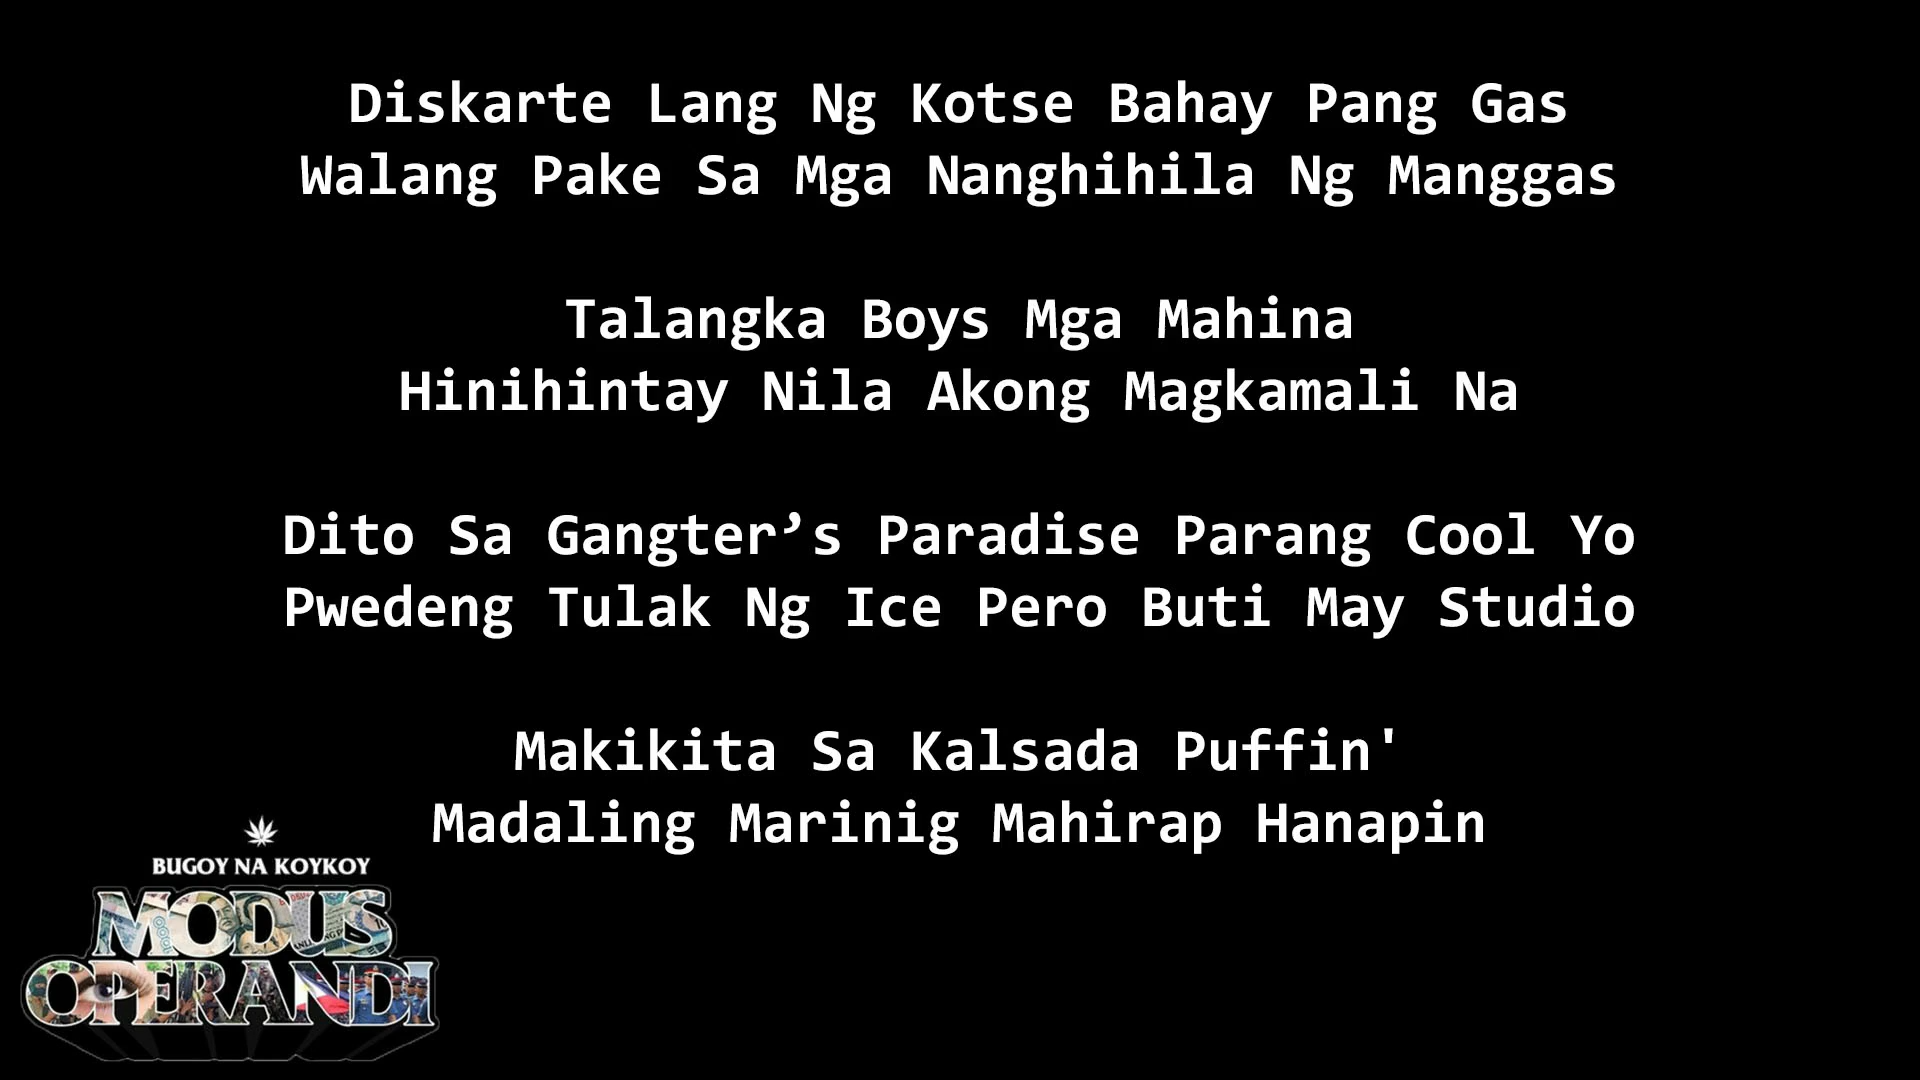 Diskarte Lang Ng Kotse Bahay Pang Gas
Walang Pake Sa Mga Nanghihila Ng Manggas
Talangka Boys Mga Mahina
Hinihintay Nila Akong Magkamali Na
Dito Sa Gangter’s Paradise Parang Cool Yo
Pwedeng Tulak Ng Ice Pero Buti May Studio
Makikita Sa Kalsada Puffin'
Madaling Marinig Mahirap Hanapin
BUGOY NA KOYKOY
MODUS
OPERANDI